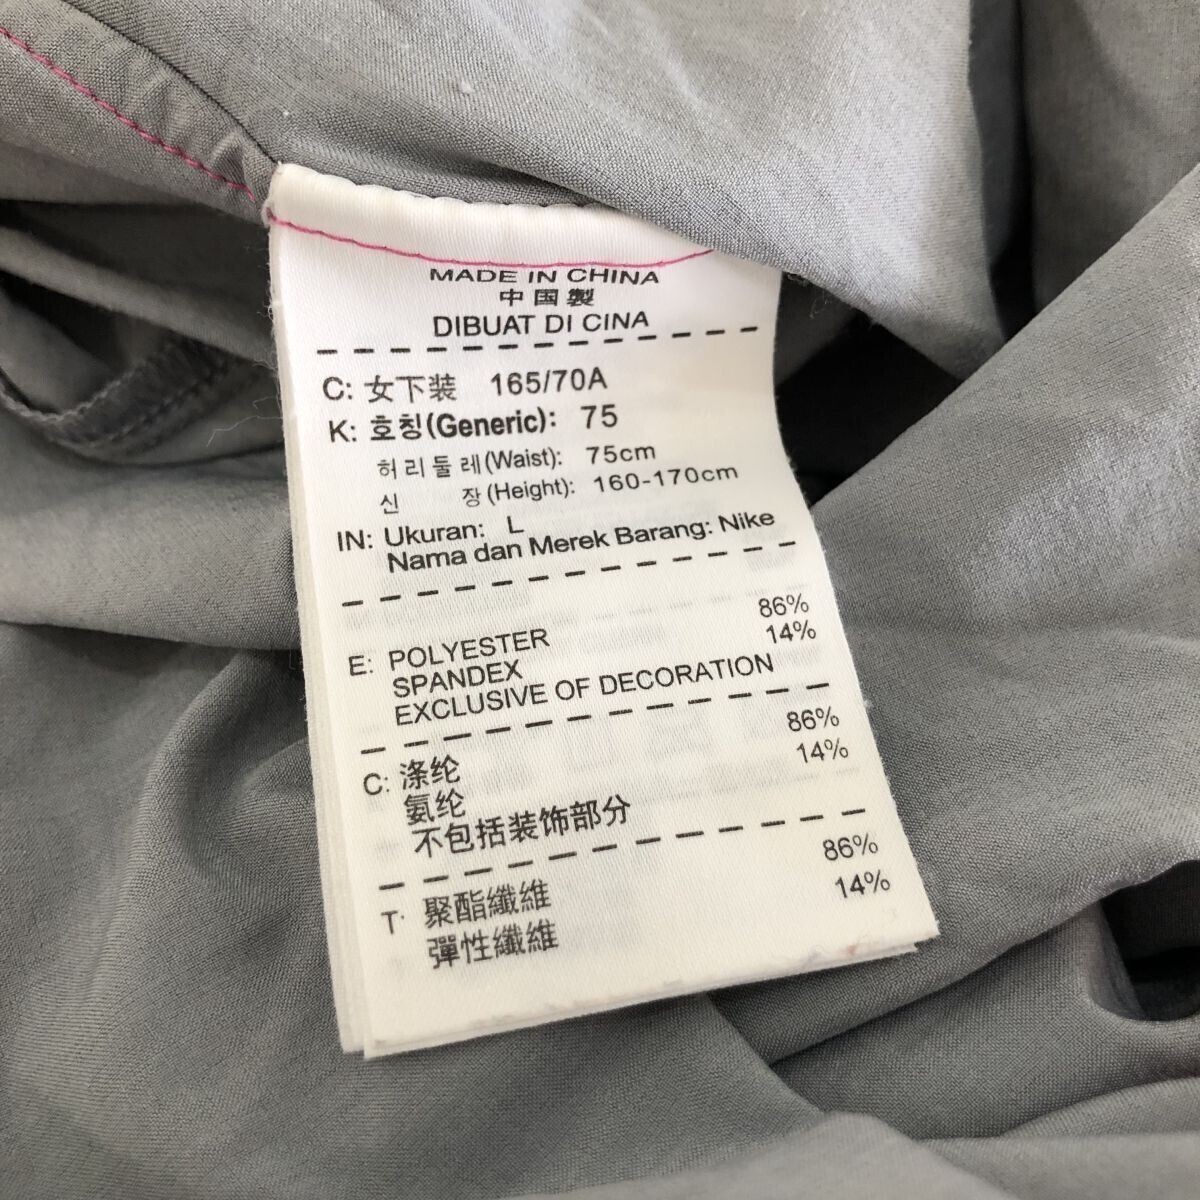 MADE IN CHINA
中国製
DIBUAT DI CINA
C: 女下装 165/70A
K: 호칭(Generic): 75
허리둘레(Waist): 75cm
신 장(Height): 160-170cm
IN: Ukuran: L
Nama dan Merek Barang: Nike
E: POLYESTER 86%
SPANDEX 14%
EXCLUSIVE OF DECORATION
C: 涤纶 86%
氨纶 14%
不包括装饰部分
T: 聚酯纖維 86%
彈性纖維 14%